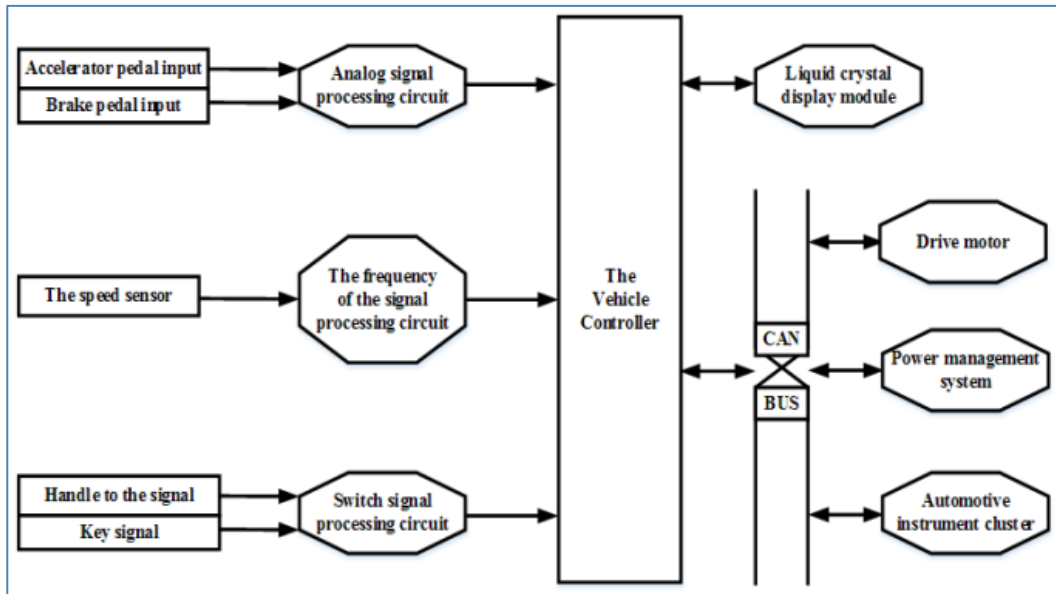 Accelerator pedal input
Brake pedal input
Analog signal
processing circuit
Liquid crystal
display module
The speed sensor
The frequency
of the signal
processing circuit
The
Vehicle
Controller
Drive motor
CAN
BUS
Power management
system
Handle to the signal
Key signal
Switch signal
processing circuit
Automotive
instrument cluster